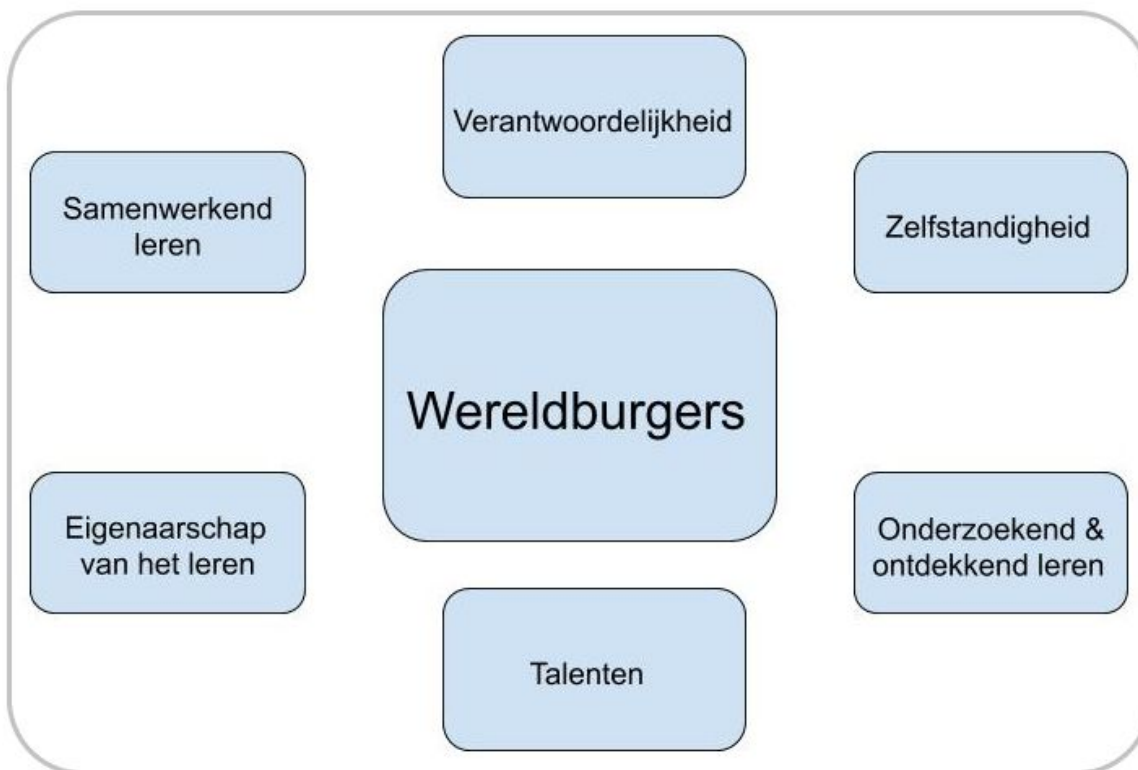 Verantwoordelijkheid
Samenwerkend
leren
Zelfstandigheid
Wereldburgers
Eigenaarschap
van het leren
Onderzoekend &
ontdekkend leren
Talenten